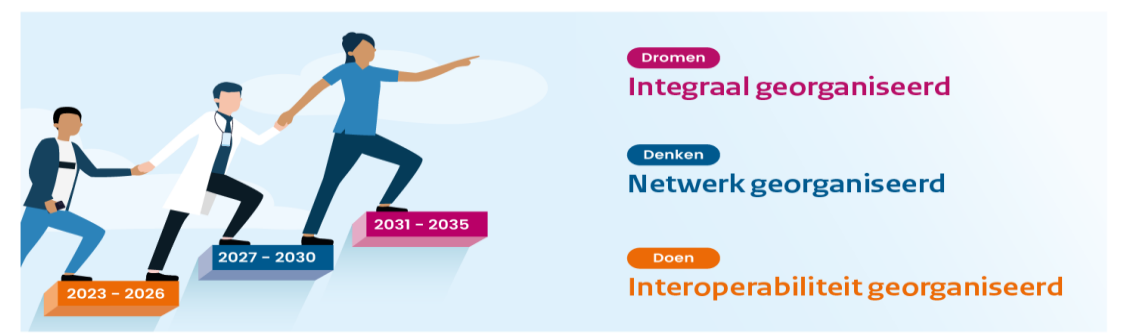 Dromen
Integraal georganiseerd
Denken
Netwerk georganiseerd
Doen
Interoperabiliteit georganiseerd
2031 - 2035
2027 - 2030
2023 - 2026